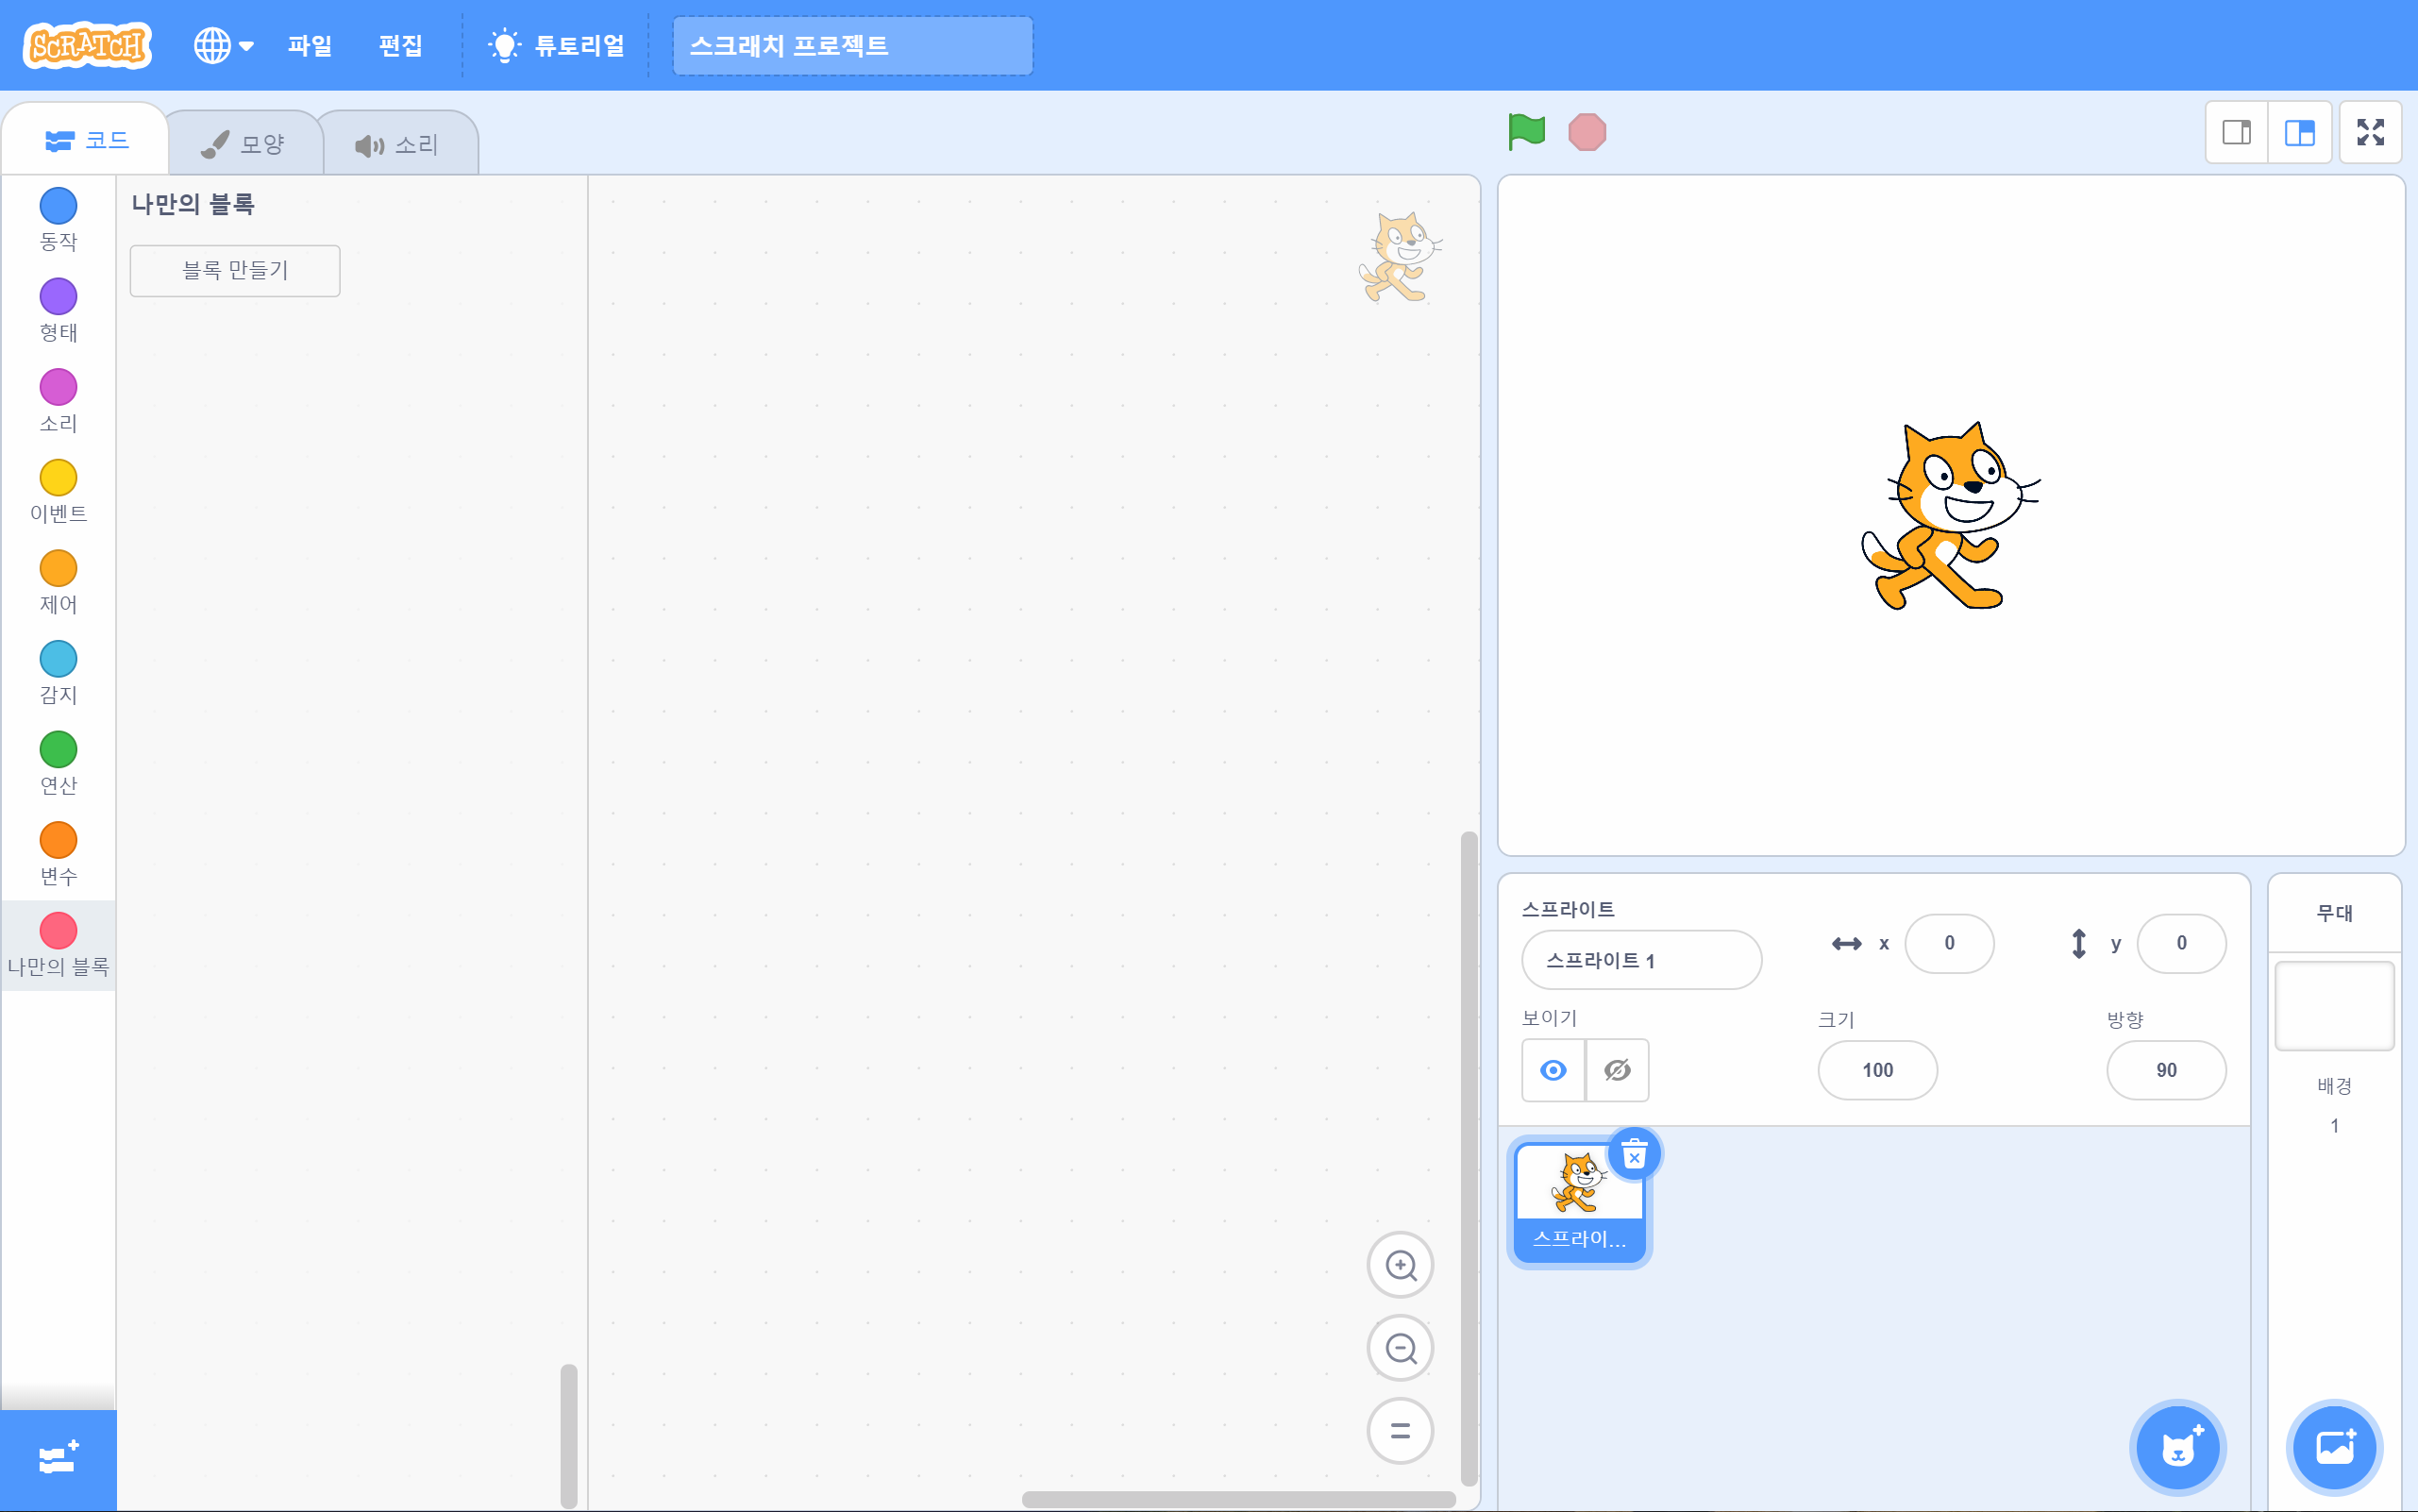 SCRATCH
파일 편집 튜토리얼 스크래치 프로젝트
코드 모양 소리
동작
형태
소리
이벤트
제어
감지
연산
변수
나만의 블록
나만의 블록
블록 만들기
스프라이트
스프라이트 1
x 0 y 0
보이기 크기 방향
100 90
스프라이...
무대
배경
1